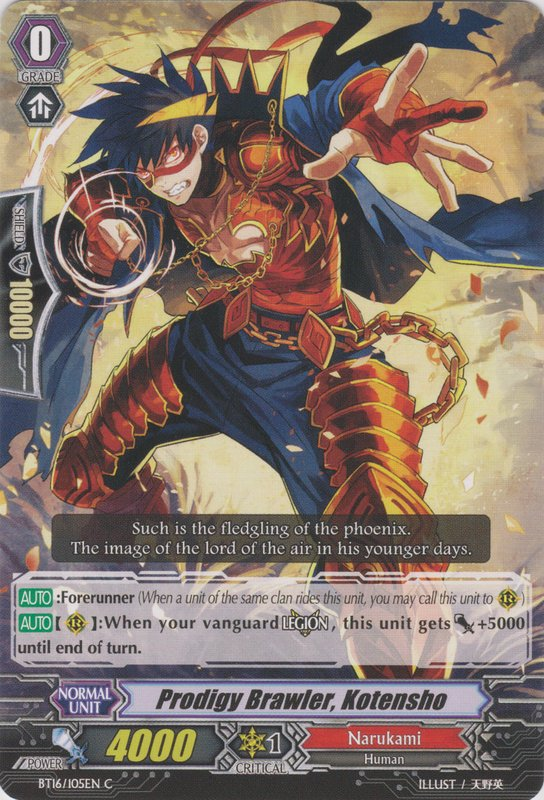 0
GRADE
SHIELD 10000
Such is the fledgling of the phoenix.
The image of the lord of the air in his younger days.
AUTO :Forerunner (When a unit of the same clan rides this unit, you may call this unit to R)
AUTO 【 R 】:When your vanguard LEGION, this unit gets +5000
until end of turn.
NORMAL
UNIT
Prodigy Brawler, Kotensho
POWER
4000
1
CRITICAL
Narukami
Human
BT16/105EN C
ILLUST / 天野英